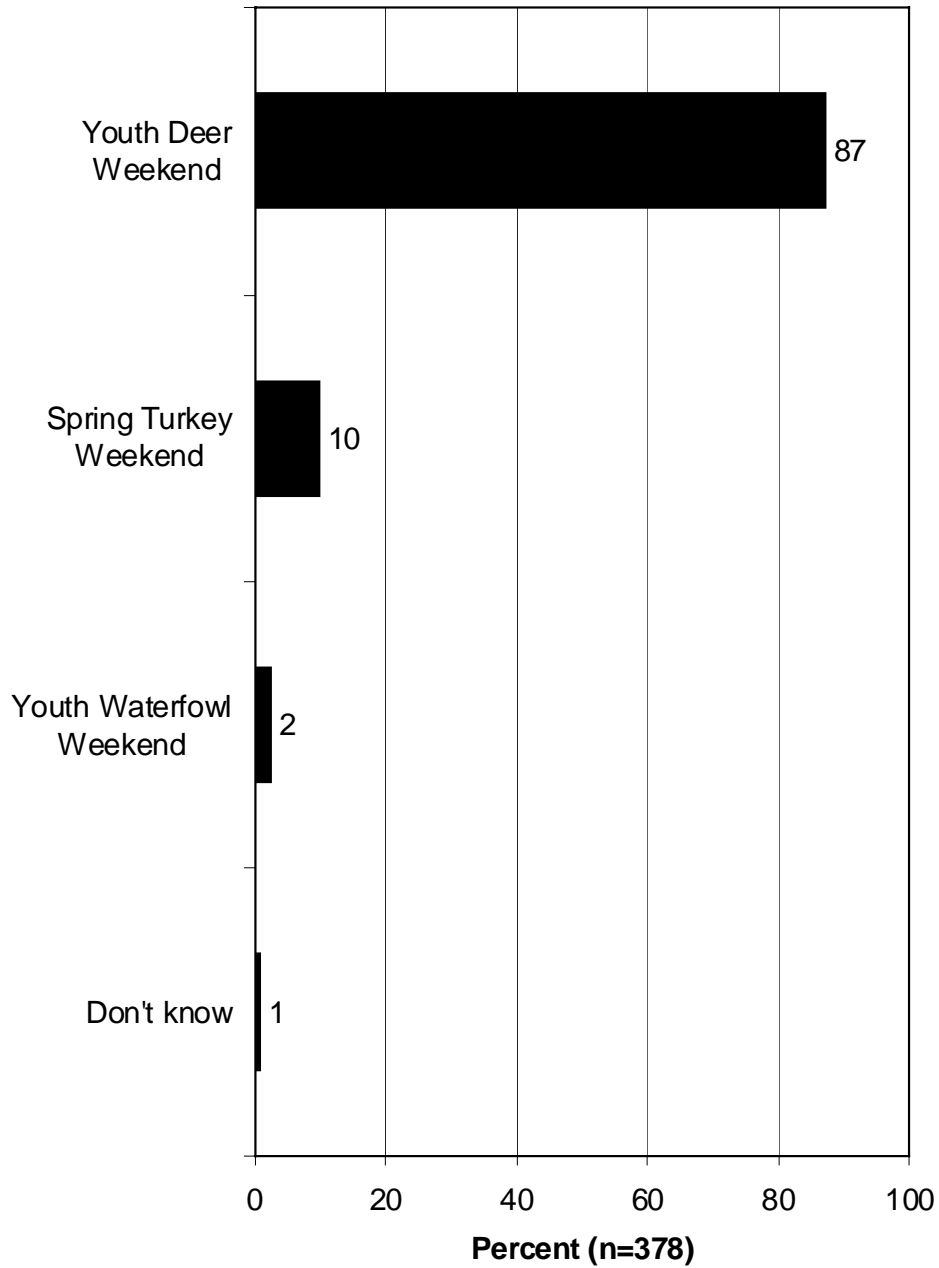 Youth Deer
Weekend
87
Spring Turkey
Weekend
10
Youth Waterfowl
Weekend
2
Don't know
1
0 20 40 60 80 100
Percent (n=378)